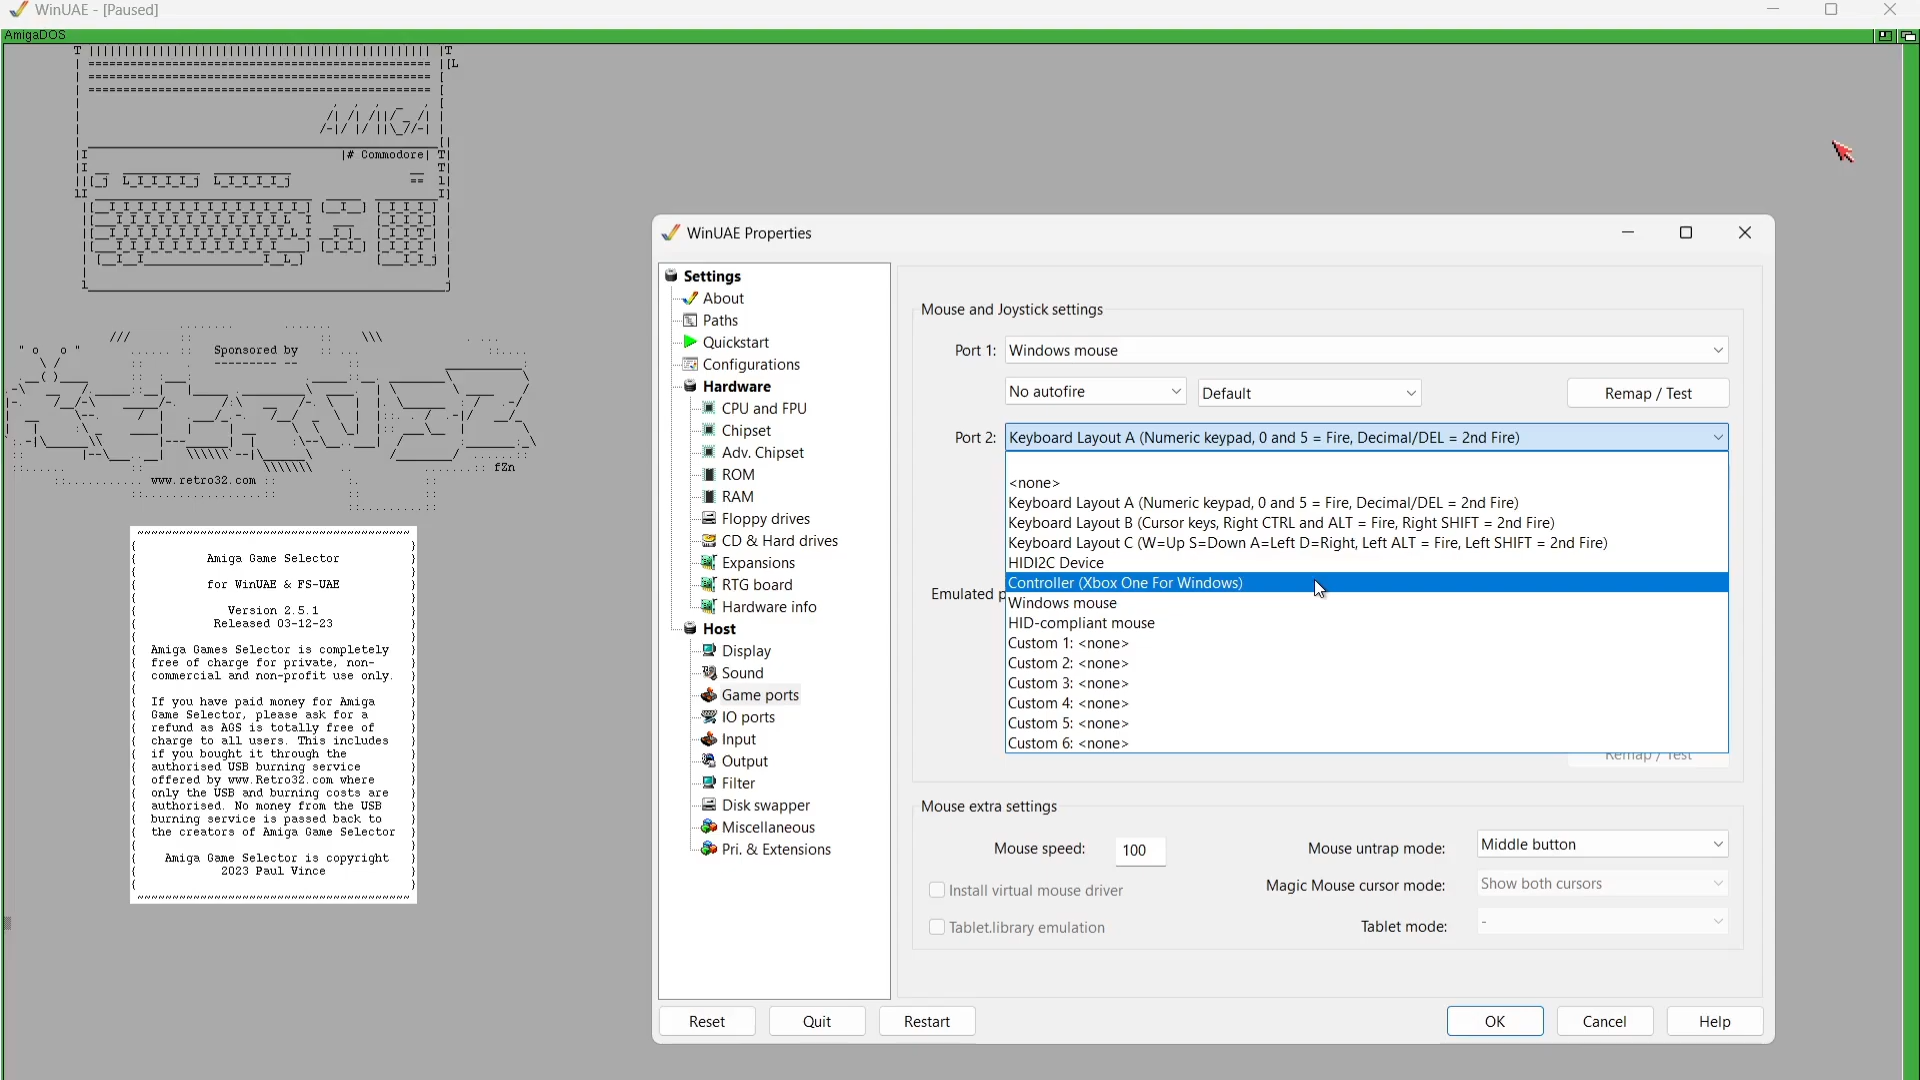 WinUAE - [Paused]
AmigaDOS
|# Commodore|
Sponsored by
www.retro32.com
fZn
Amiga Game Selector
for WinUAE & FS-UAE
Version 2.5.1
Released 03-12-23
Amiga Games Selector is completely
free of charge for private, non-
commercial and non-profit use only.
If you have paid money for Amiga
Game Selector, please ask for a
refund as AGS is totally free of
charge to all users. This includes
if you bought it through the
authorised USB burning service
offered by www.Retro32.com where
only the USB and burning costs are
authorised. No money from the USB
burning service is passed back to
the creators of Amiga Game Selector
Amiga Game Selector is copyright
2023 Paul Vince
WinUAE Properties
Settings
About
Paths
Quickstart
Configurations
Hardware
CPU and FPU
Chipset
Adv. Chipset
ROM
RAM
Floppy drives
CD & Hard drives
Expansions
RTG board
Hardware info
Host
Display
Sound
Game ports
IO ports
Input
Output
Filter
Disk swapper
Miscellaneous
Pri. & Extensions
Mouse and Joystick settings
Port 1: Windows mouse
No autofire Default Remap / Test
Port 2: Keyboard Layout A (Numeric keypad, 0 and 5 = Fire, Decimal/DEL = 2nd Fire)
<none>
Keyboard Layout A (Numeric keypad, 0 and 5 = Fire, Decimal/DEL = 2nd Fire)
Keyboard Layout B (Cursor keys, Right CTRL and ALT = Fire, Right SHIFT = 2nd Fire)
Keyboard Layout C (W=Up S=Down A=Left D=Right, Left ALT = Fire, Left SHIFT = 2nd Fire)
HIDI2C Device
Controller (Xbox One For Windows)
Emulated p
Windows mouse
HID-compliant mouse
Custom 1: <none>
Custom 2: <none>
Custom 3: <none>
Custom 4: <none>
Custom 5: <none>
Custom 6: <none>
Remap / Test
Mouse extra settings
Mouse speed: 100
Mouse untrap mode: Middle button
Install virtual mouse driver
Magic Mouse cursor mode: Show both cursors
Tablet.library emulation
Tablet mode: -
Reset Quit Restart OK Cancel Help